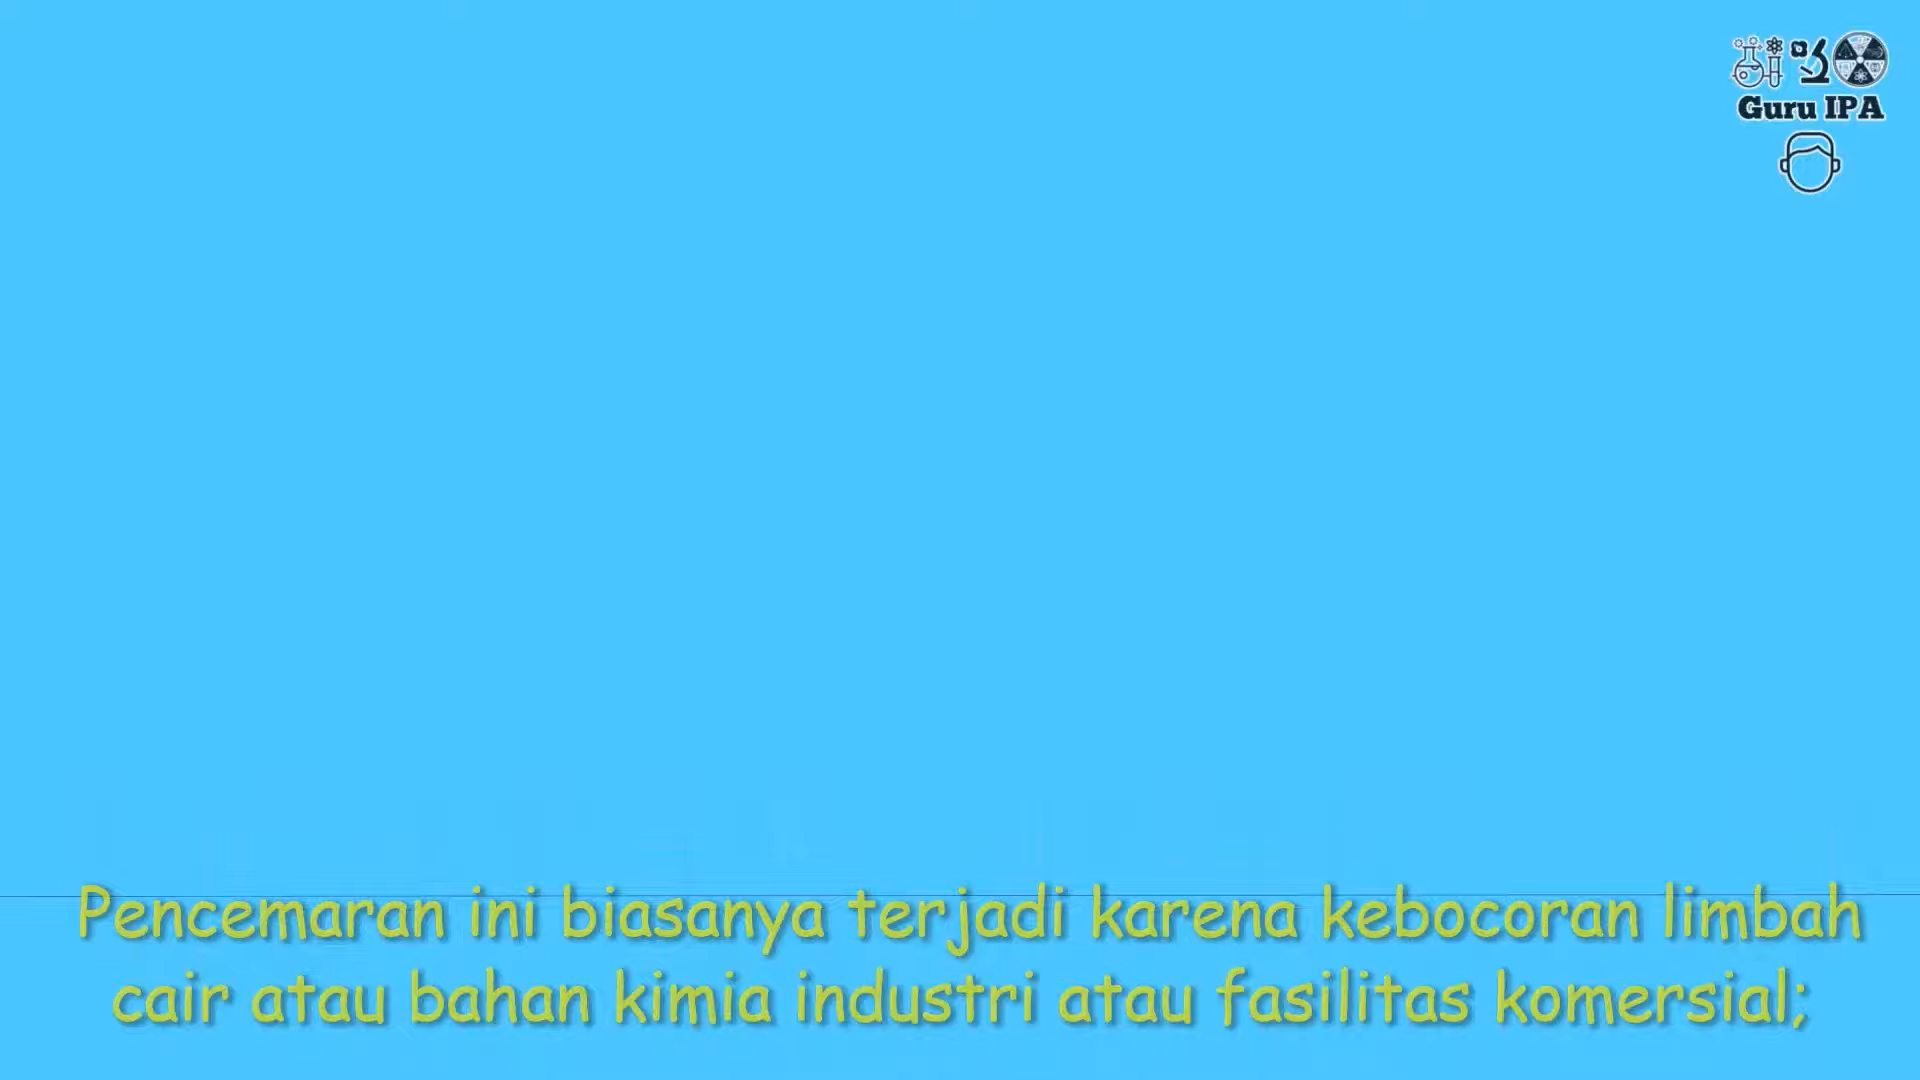 Guru IPA
Pencemaran ini biasanya terjadi karena kebocoran limbah
cair atau bahan kimia industri atau fasilitas komersial;